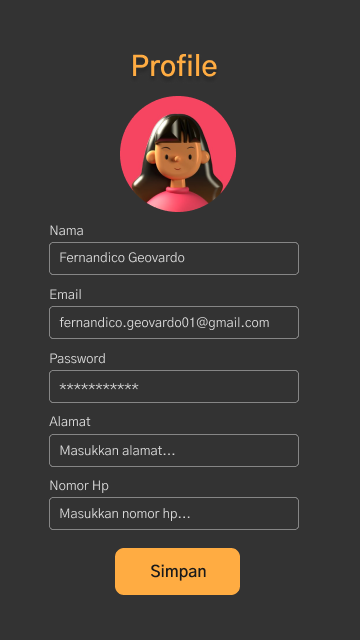 Profile
Nama
Fernandico Geovardo
Email
fernandico.geovardo01@gmail.com
Password
***********
Alamat
Masukkan alamat...
Nomor Hp
Masukkan nomor hp...
Simpan